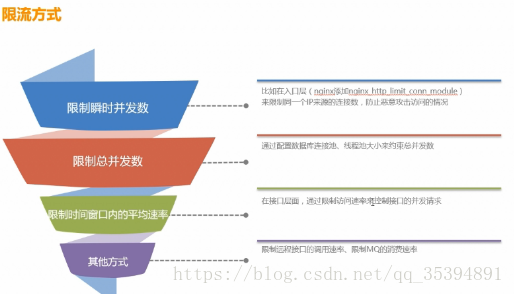 限流方式
限制瞬时并发数
比如在入口层（nginx添加nginx_http_limit_conn_module）
来限制同一个IP来源的连接数，防止恶意攻击访问的情况
限制总并发数
通过配置数据库连接池、线程池大小来约束总并发数
限制时间窗口内的平均速率
在接口层面，通过限制访问速率来控制接口的并发请求
其他方式
限制远程接口的调用速率、限制MQ的消费速率
https://blog.csdn.net/qq_35394891